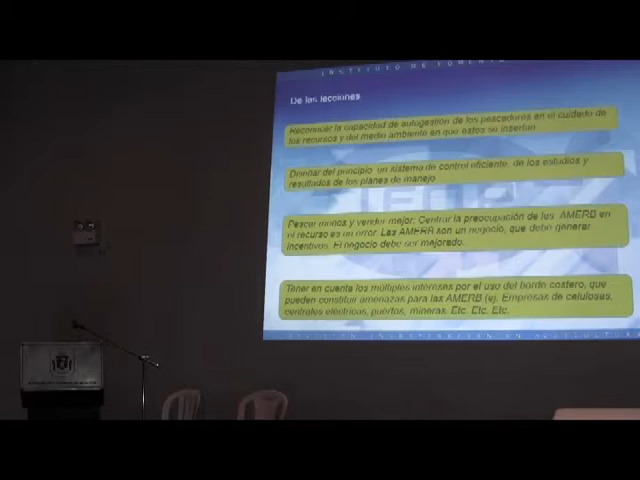 INSTITUTO DE FOMENTO
De las lecciones
Reconocer la capacidad de autogestión de los pescadores en el cuidado de
los recursos y del medio ambiente en que estos se insertan
Diseñar del principio un sistema de control eficiente de los estudios y
resultados de los planes de manejo
Pescar menos y vender mejor: Centrar la preocupación de las AMERB en
el recurso es un error. Las AMERB son un negocio, que debe generar
incentivos. El negocio debe ser mejorado.
Tener en cuenta los múltiples intereses por el uso del borde costero, que
pueden constituir amenazas para las AMERB (ej. Empresas de celulosas,
centrales eléctricas, puertos, mineras. Etc. Etc. Etc.